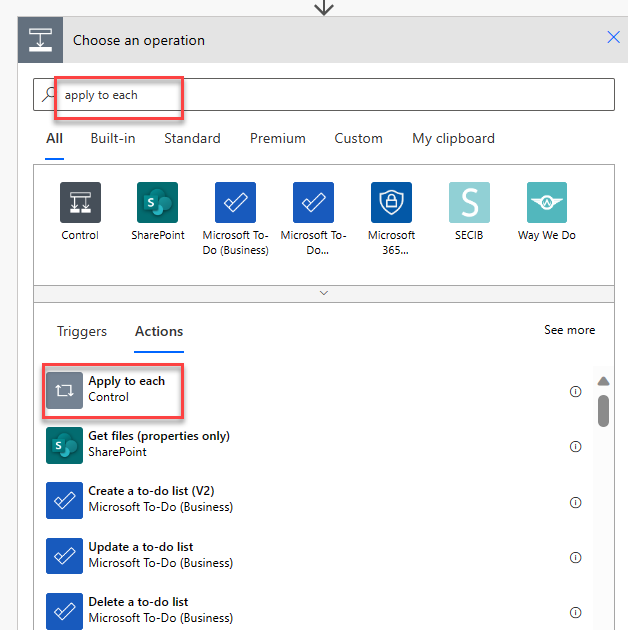 Choose an operation
apply to each
All Built-in Standard Premium Custom My clipboard
Control
SharePoint
Microsoft To-
Do (Business)
Microsoft To-
Do...
Microsoft
365...
S
SECIB
Way We Do
Triggers Actions See more
Apply to each
Control
Get files (properties only)
SharePoint
Create a to-do list (V2)
Microsoft To-Do (Business)
Update a to-do list
Microsoft To-Do (Business)
Delete a to-do list
Microsoft To-Do (Business)